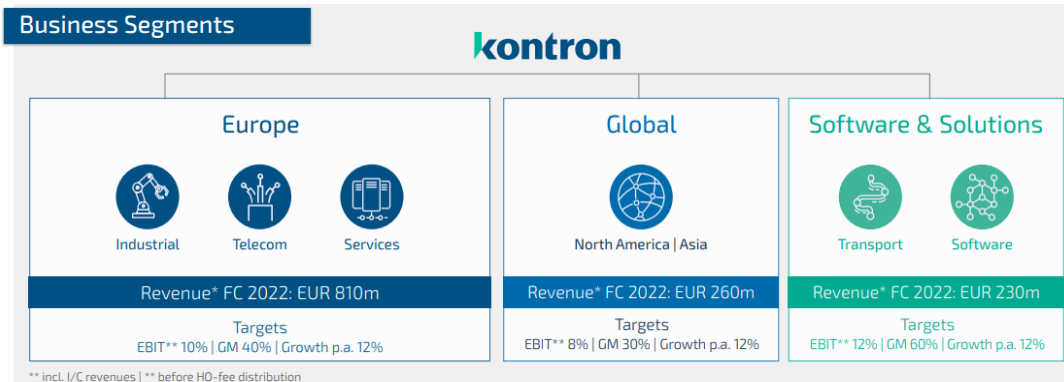 Business Segments
kontron
Europe
Industrial
Telecom
Services
Revenue* FC 2022: EUR 810m
Targets
EBIT** 10% | GM 40% | Growth p.a. 12%
Global
North America | Asia
Revenue* FC 2022: EUR 260m
Targets
EBIT** 8% | GM 30% | Growth p.a. 12%
Software & Solutions
Transport
Software
Revenue* FC 2022: EUR 230m
Targets
EBIT** 12% | GM 60% | Growth p.a. 12%
** incl. I/C revenues | ** before HQ-fee distribution